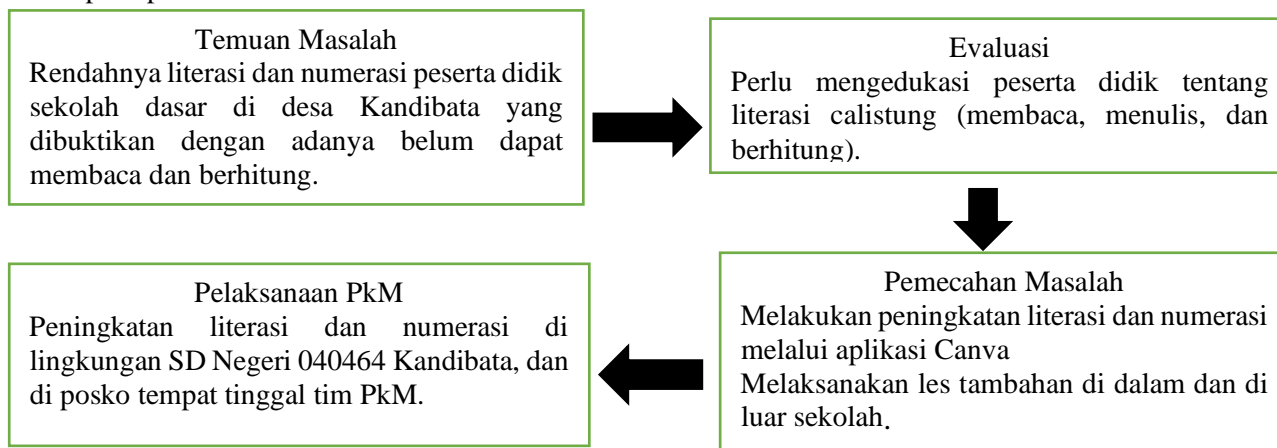 Temuan Masalah
Rendahnya literasi dan numerasi peserta didik
sekolah dasar di desa Kandibata yang
dibuktikan dengan adanya belum dapat
membaca dan berhitung.
Evaluasi
Perlu mengedukasi peserta didik tentang
literasi calistung (membaca, menulis, dan
berhitung).
Pemecahan Masalah
Melakukan peningkatan literasi dan numerasi
melalui aplikasi Canva
Melaksanakan les tambahan di dalam dan di
luar sekolah.
Pelaksanaan PkM
Peningkatan literasi dan numerasi di
lingkungan SD Negeri 040464 Kandibata, dan
di posko tempat tinggal tim PkM.